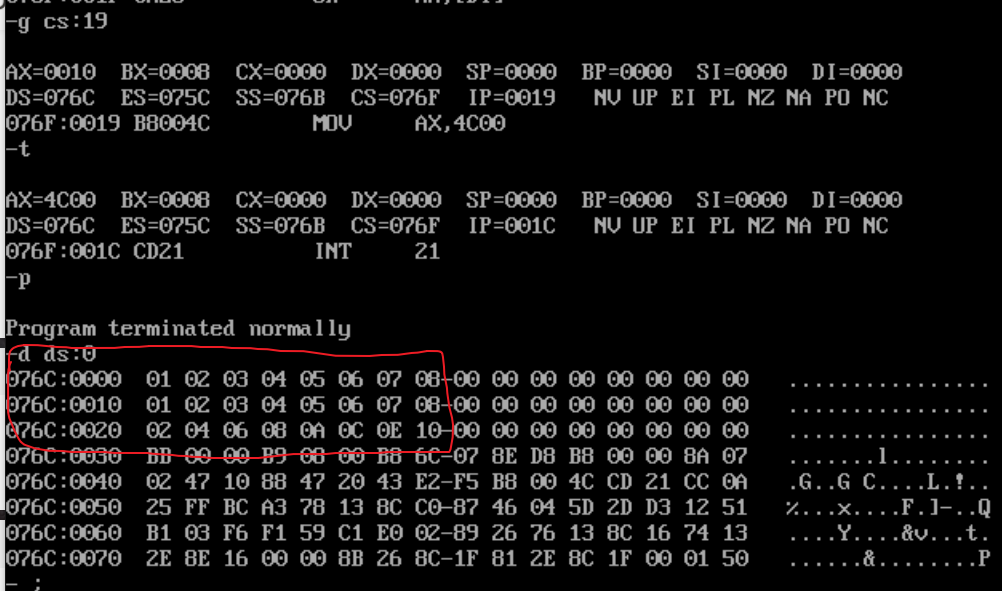 -g cs:19
AX=0010 BX=0008 CX=0000 DX=0000 SP=0000 BP=0000 SI=0000 DI=0000
DS=076C ES=075C SS=076B CS=076F IP=0019 NV UP EI PL NZ NA PO NC
076F:0019 B8004C MOV AX,4C00
-t
AX=4C00 BX=0008 CX=0000 DX=0000 SP=0000 BP=0000 SI=0000 DI=0000
DS=076C ES=075C SS=076B CS=076F IP=001C NV UP EI PL NZ NA PO NC
076F:001C CD21 INT 21
-p
Program terminated normally
-d ds:0
076C:0000 01 02 03 04 05 06 07 08-00 00 00 00 00 00 00 00 ................
076C:0010 01 02 03 04 05 06 07 08-00 00 00 00 00 00 00 00 ................
076C:0020 02 04 06 08 0A 0C 0E 10-00 00 00 00 00 00 00 00 ................
076C:0030 BB 00 00 B9 08 00 B8 6C-07 8E D8 B8 00 00 8A 07 .......l........
076C:0040 02 47 10 88 47 20 43 E2-F5 B8 00 4C CD 21 CC 0A .G..G C....L.!..
076C:0050 25 FF BC A3 78 13 8C C0-87 46 04 5D 2D D3 12 51 %...x....F.]-..Q
076C:0060 B1 03 F6 F1 59 C1 E0 02-89 26 76 13 8C 16 74 13 ....Y....&v...t.
076C:0070 2E 8E 16 00 00 8B 26 8C-1F 81 2E 8C 1F 00 01 50 ......&........P
- ;